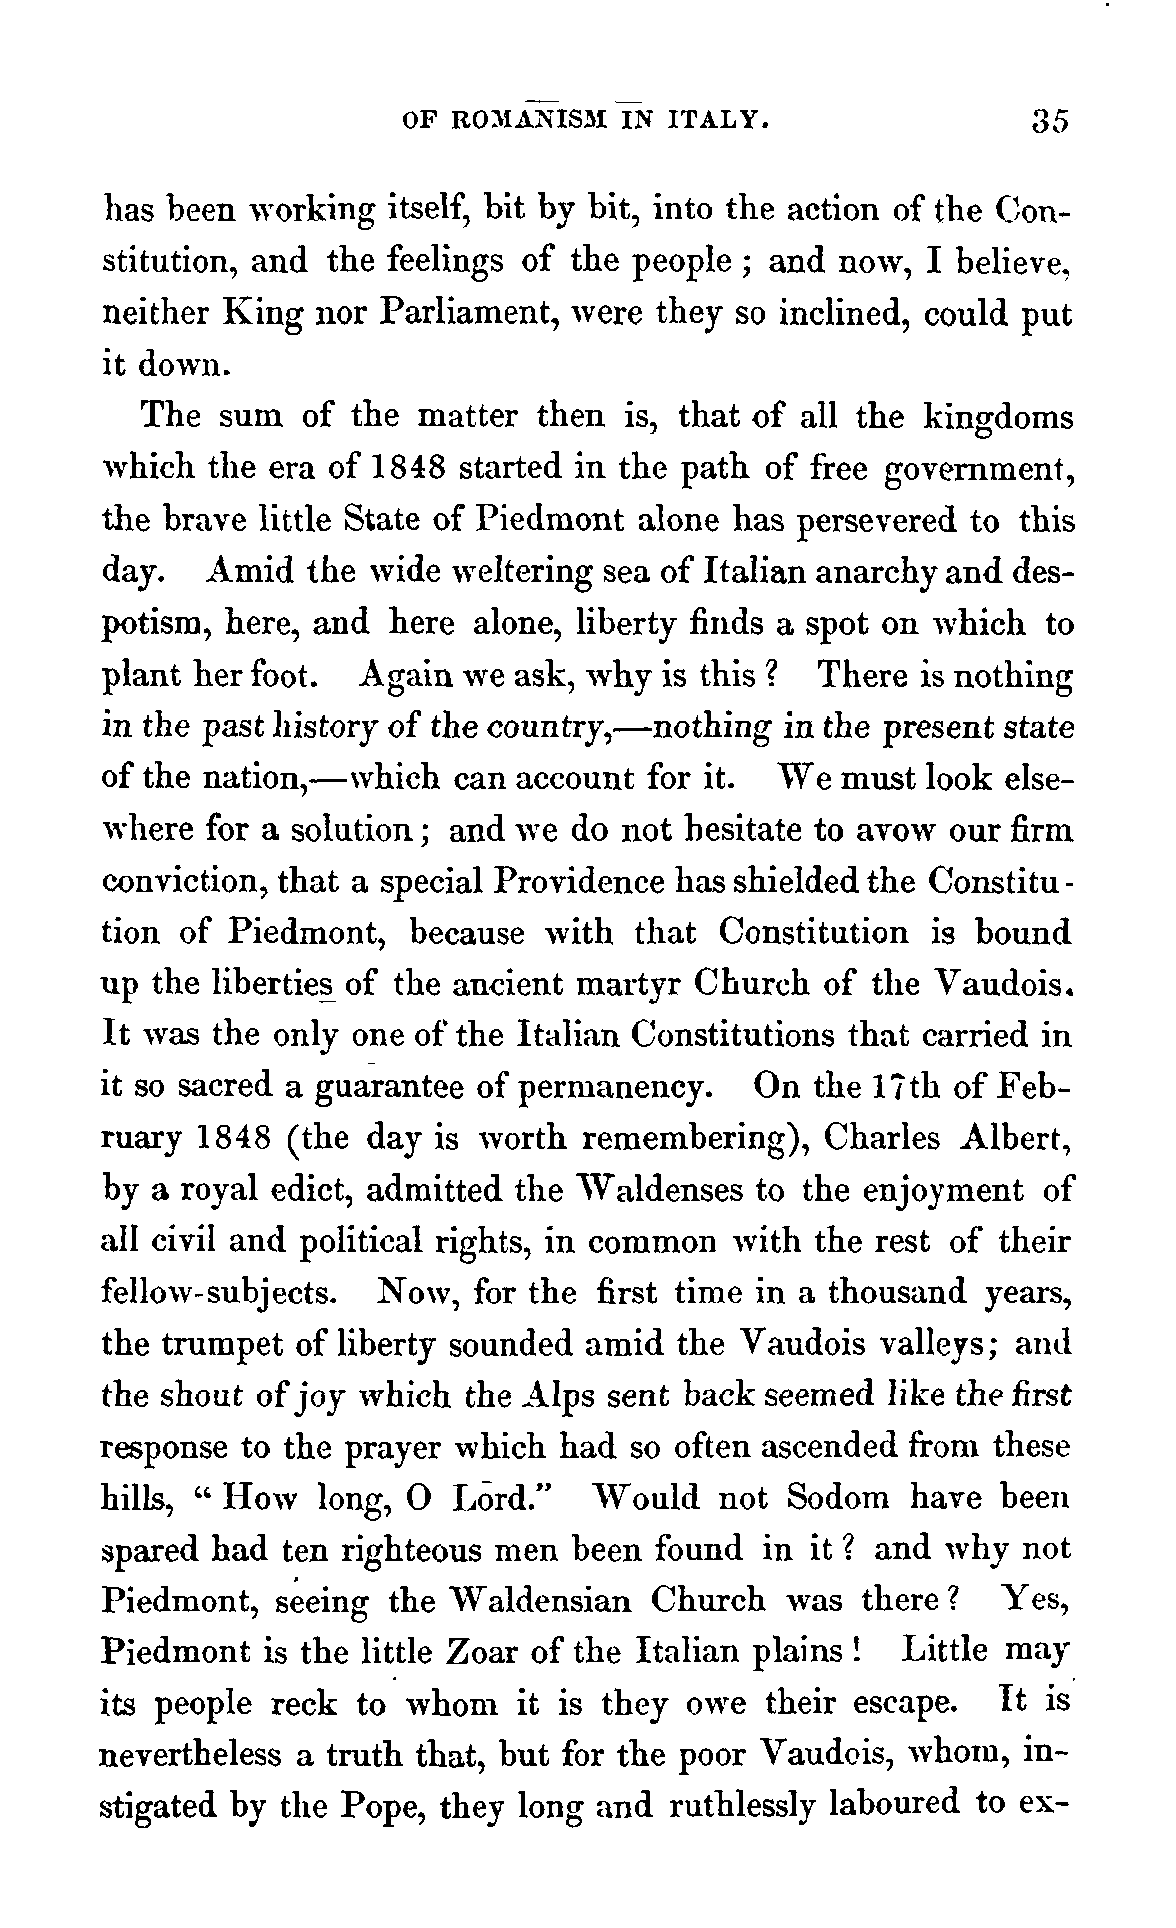 OF ROMANISM IN ITALY. 35
has been working itself, bit by bit, into the action of the Con-
stitution, and the feelings of the people ; and now, I believe,
neither King nor Parliament, were they so inclined, could put
it down.
The sum of the matter then is, that of all the kingdoms
which the era of 1848 started in the path of free government,
the brave little State of Piedmont alone has persevered to this
day. Amid the wide weltering sea of Italian anarchy and des-
potism, here, and here alone, liberty finds a spot on which to
plant her foot. Again we ask, why is this ? There is nothing
in the past history of the country,—nothing in the present state
of the nation,—which can account for it. We must look else-
where for a solution ; and we do not hesitate to avow our firm
conviction, that a special Providence has shielded the Constitu-
tion of Piedmont, because with that Constitution is bound
up the liberties of the ancient martyr Church of the Vaudois.
It was the only one of the Italian Constitutions that carried in
it so sacred a guarantee of permanency. On the 17th of Feb-
ruary 1848 (the day is worth remembering), Charles Albert,
by a royal edict, admitted the Waldenses to the enjoyment of
all civil and political rights, in common with the rest of their
fellow-subjects. Now, for the first time in a thousand years,
the trumpet of liberty sounded amid the Vaudois valleys; and
the shout of joy which the Alps sent back seemed like the first
response to the prayer which had so often ascended from these
hills, " How long, O Lord." Would not Sodom have been
spared had ten righteous men been found in it ? and why not
Piedmont, seeing the Waldensian Church was there ? Yes,
Piedmont is the little Zoar of the Italian plains ! Little may
its people reck to whom it is they owe their escape. It is
nevertheless a truth that, but for the poor Vaudois, whom, in-
stigated by the Pope, they long and ruthlessly laboured to ex-